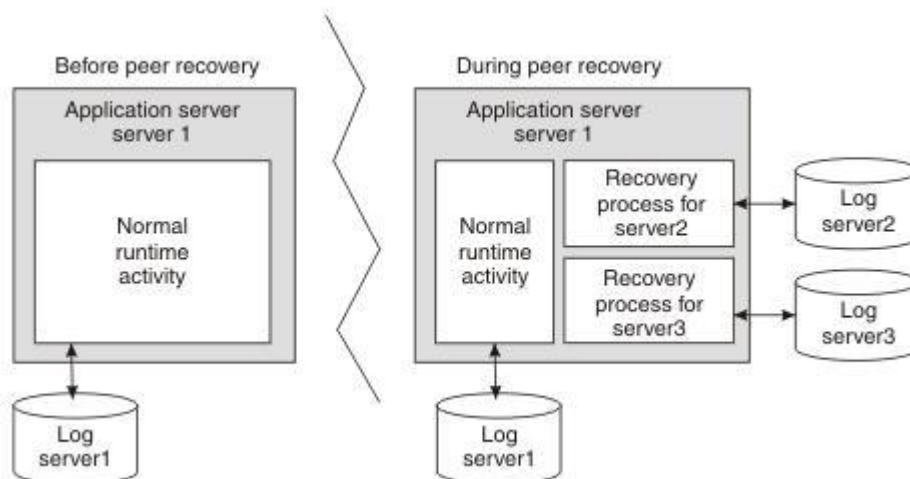 Before peer recovery
Application server
server 1
Normal
runtime
activity
Log
server1
During peer recovery
Application server
server 1
Normal
runtime
activity
Recovery
process for
server2
Recovery
process for
server3
Log
server2
Log
server3
Log
server1